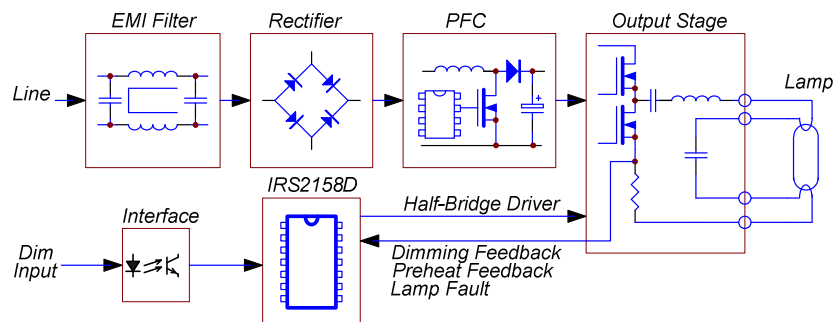 EMI Filter
Rectifier
PFC
Output Stage
Line
Lamp
+
IRS2158D
Interface
Half-Bridge Driver
Dim
Input
Dimming Feedback
Preheat Feedback
Lamp Fault